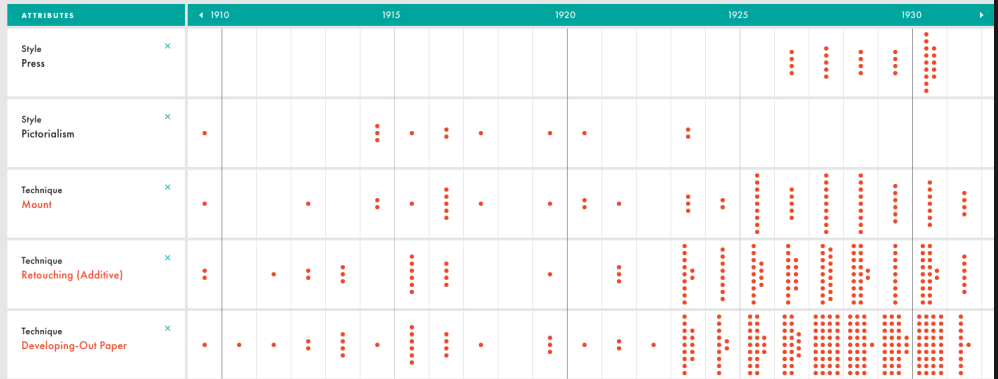 ATTRIBUTES 1910 1915 1920 1925 1930
Style
Press
Style
Pictorialism
Technique
Mount
Technique
Retouching (Additive)
Technique
Developing-Out Paper